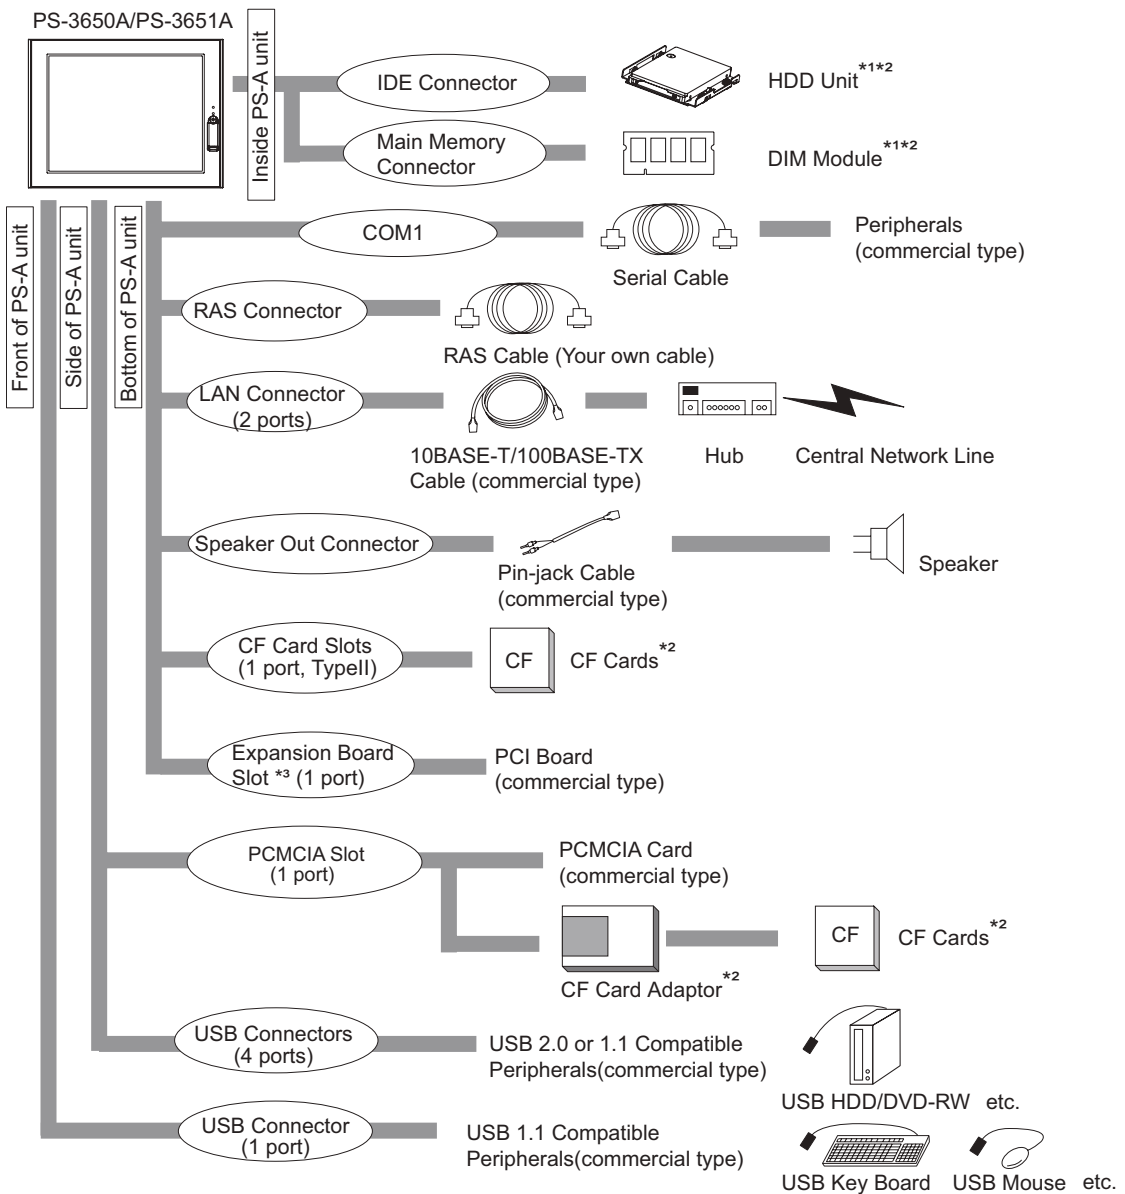 PS-3650A/PS-3651A
Inside PS-A unit
IDE Connector
HDD Unit*1*2
Main Memory
Connector
DIM Module*1*2
Front of PS-A unit
Side of PS-A unit
Bottom of PS-A unit
COM1
Serial Cable
Peripherals
(commercial type)
RAS Connector
RAS Cable (Your own cable)
LAN Connector
(2 ports)
10BASE-T/100BASE-TX
Cable (commercial type)
Hub
Central Network Line
Speaker Out Connector
Pin-jack Cable
(commercial type)
Speaker
CF Card Slots
(1 port, TypeII)
CF
CF Cards*2
Expansion Board
Slot *3 (1 port)
PCI Board
(commercial type)
PCMCIA Slot
(1 port)
PCMCIA Card
(commercial type)
CF Card Adaptor*2
CF
CF Cards*2
USB Connectors
(4 ports)
USB 2.0 or 1.1 Compatible
Peripherals(commercial type)
USB HDD/DVD-RW etc.
USB Connector
(1 port)
USB 1.1 Compatible
Peripherals(commercial type)
USB Key Board
USB Mouse etc.